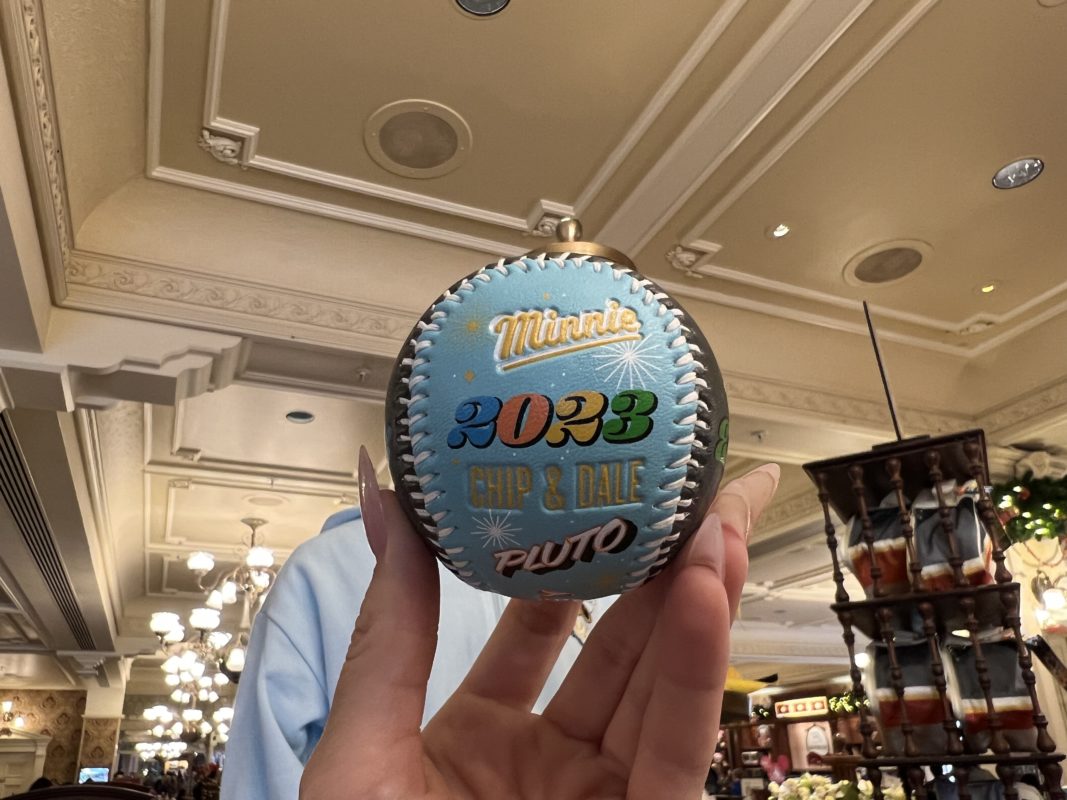 Minnie
2023
CHIP & DALE
PLUTO